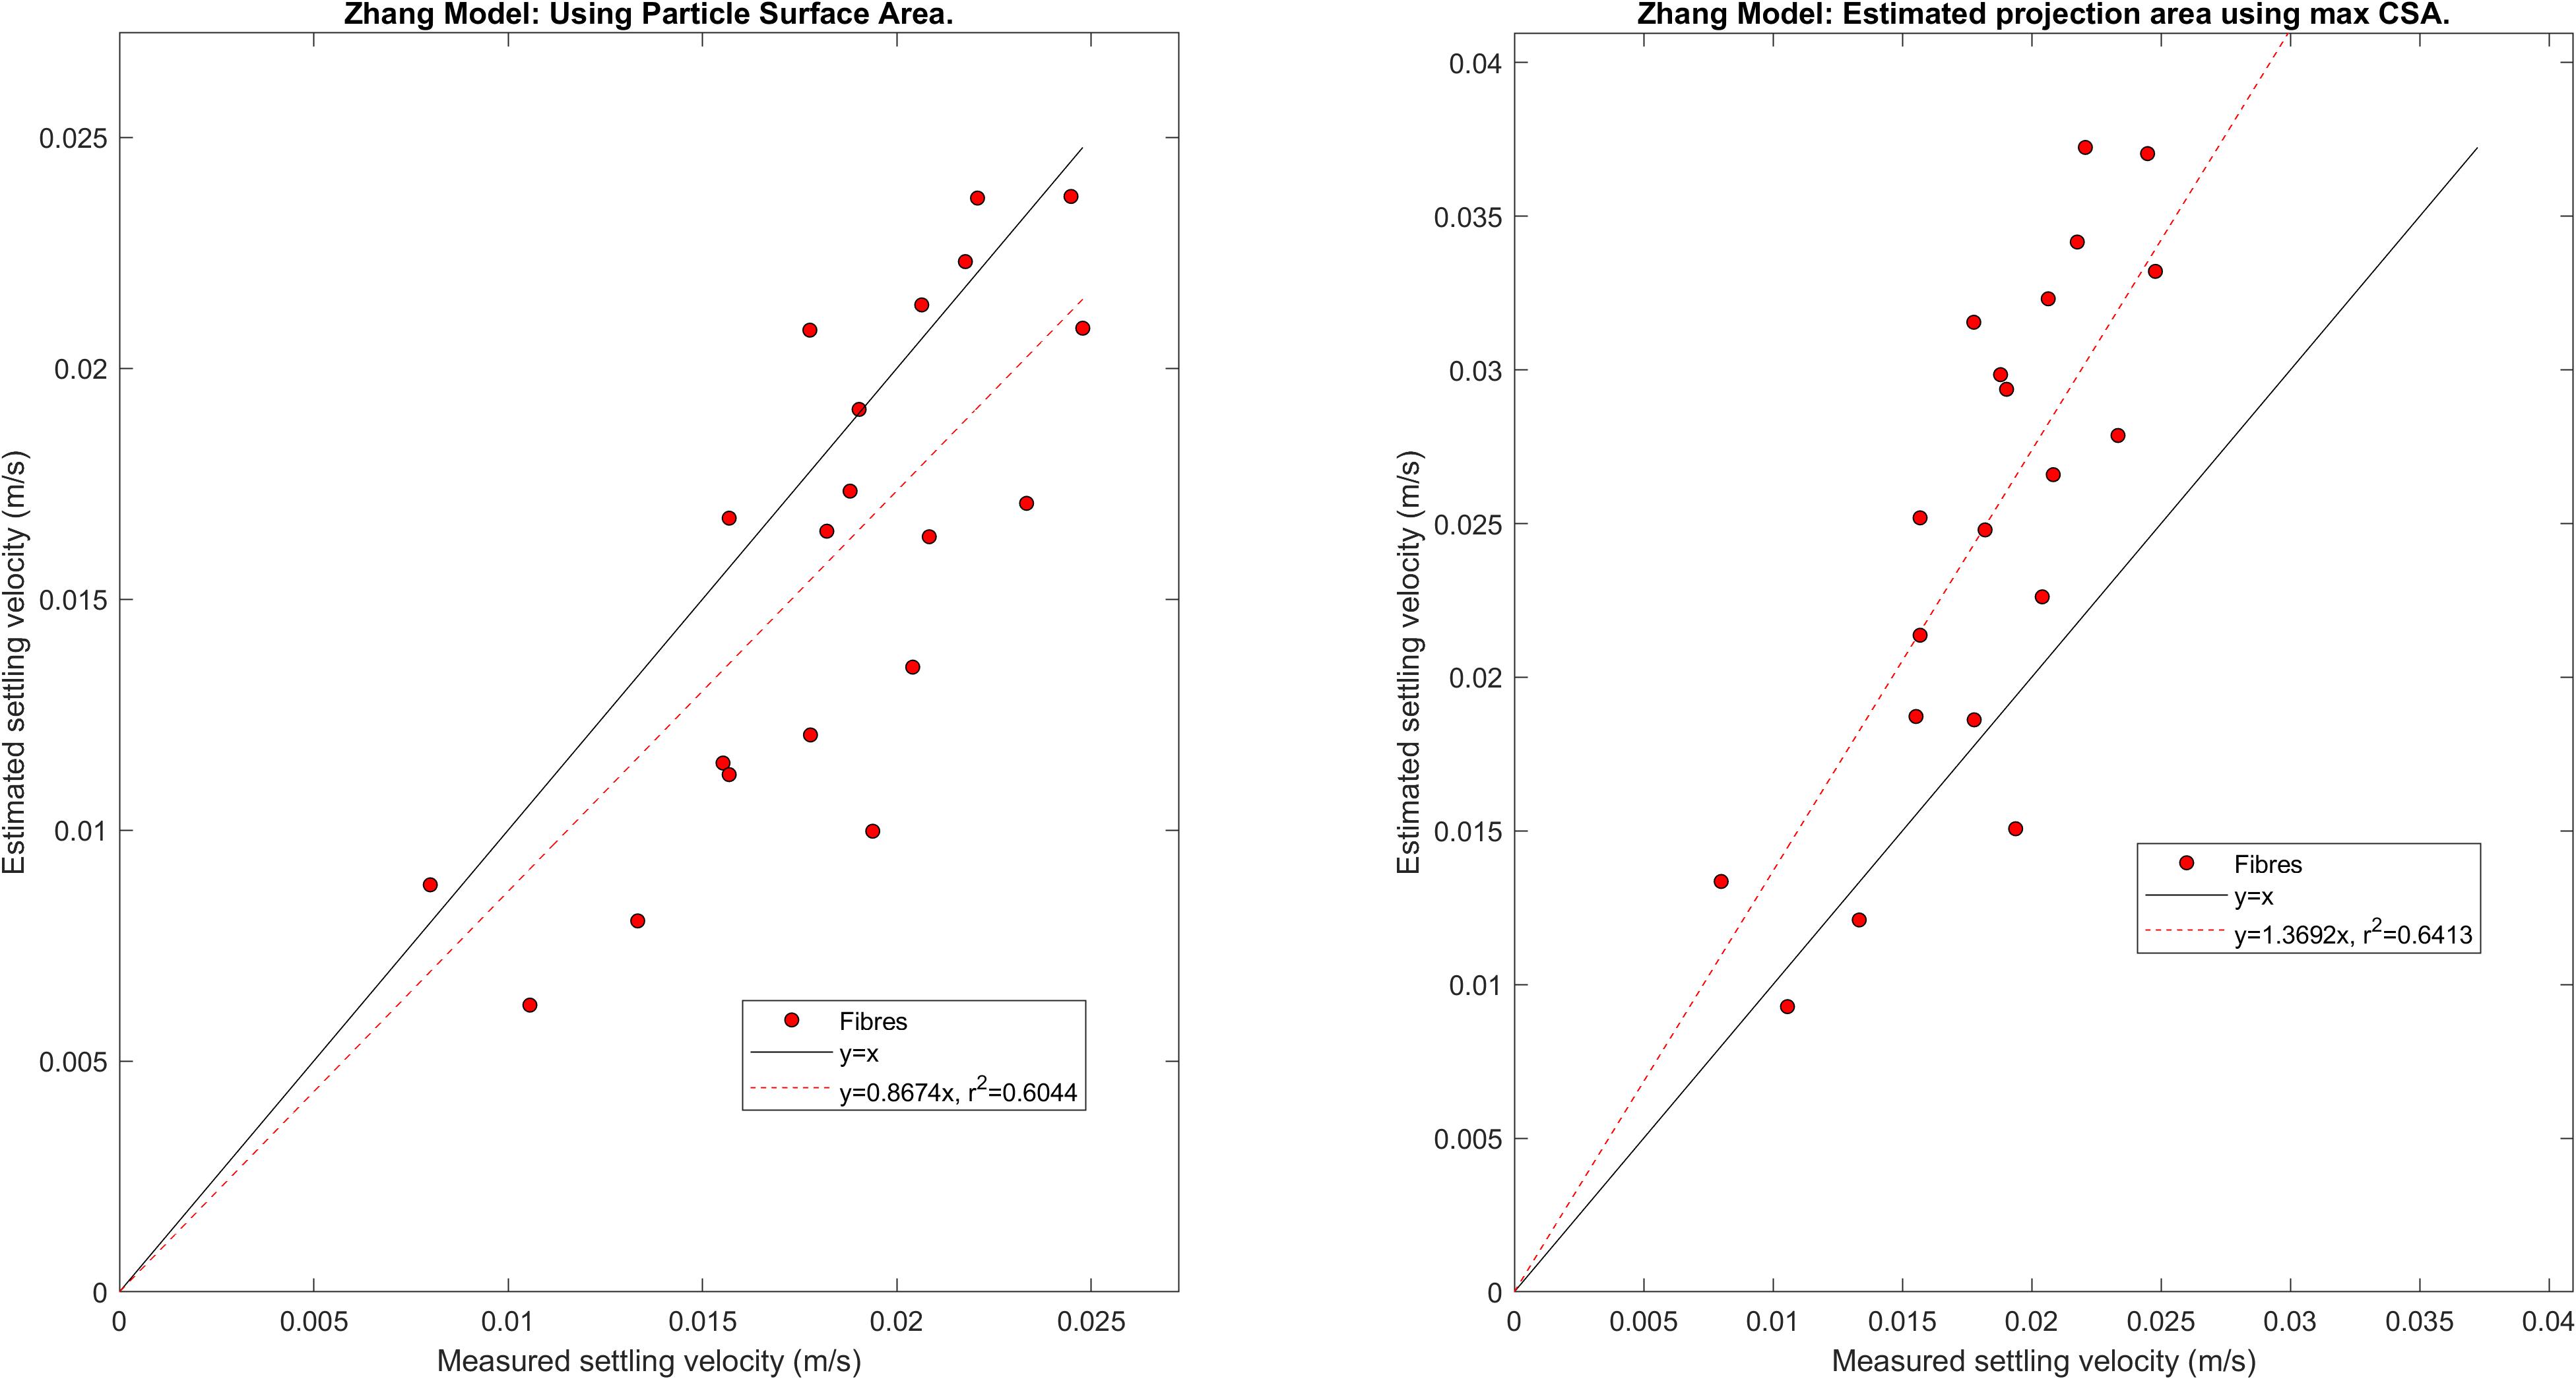 Zhang Model: Using Particle Surface Area.
Estimated settling velocity (m/s)
0.025
0.02
0.015
0.01
0.005
0
0 0.005 0.01 0.015 0.02 0.025
Measured settling velocity (m/s)
Fibres
y=x
y=0.8674x, r²=0.6044
Zhang Model: Estimated projection area using max CSA.
Estimated settling velocity (m/s)
0.04
0.035
0.03
0.025
0.02
0.015
0.01
0.005
0
0 0.005 0.01 0.015 0.02 0.025 0.03 0.035 0.04
Measured settling velocity (m/s)
Fibres
y=x
y=1.3692x, r²=0.6413